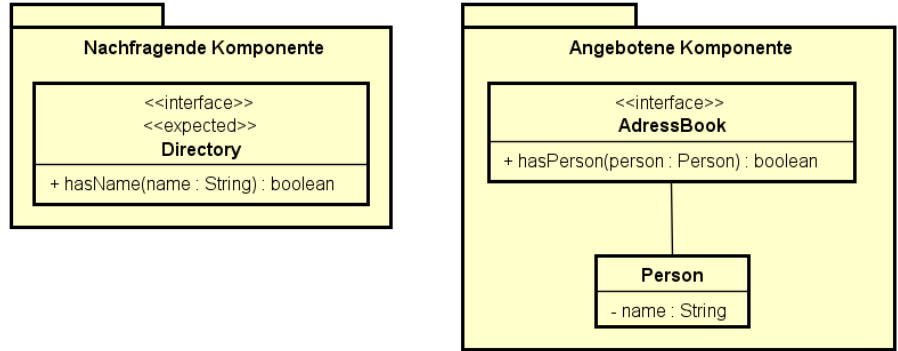 Nachfragende Komponente
<<interface>>
<<expected>>
Directory
+ hasName(name : String) : boolean
Angebotene Komponente
<<interface>>
AdressBook
+ hasPerson(person : Person) : boolean
Person
- name : String